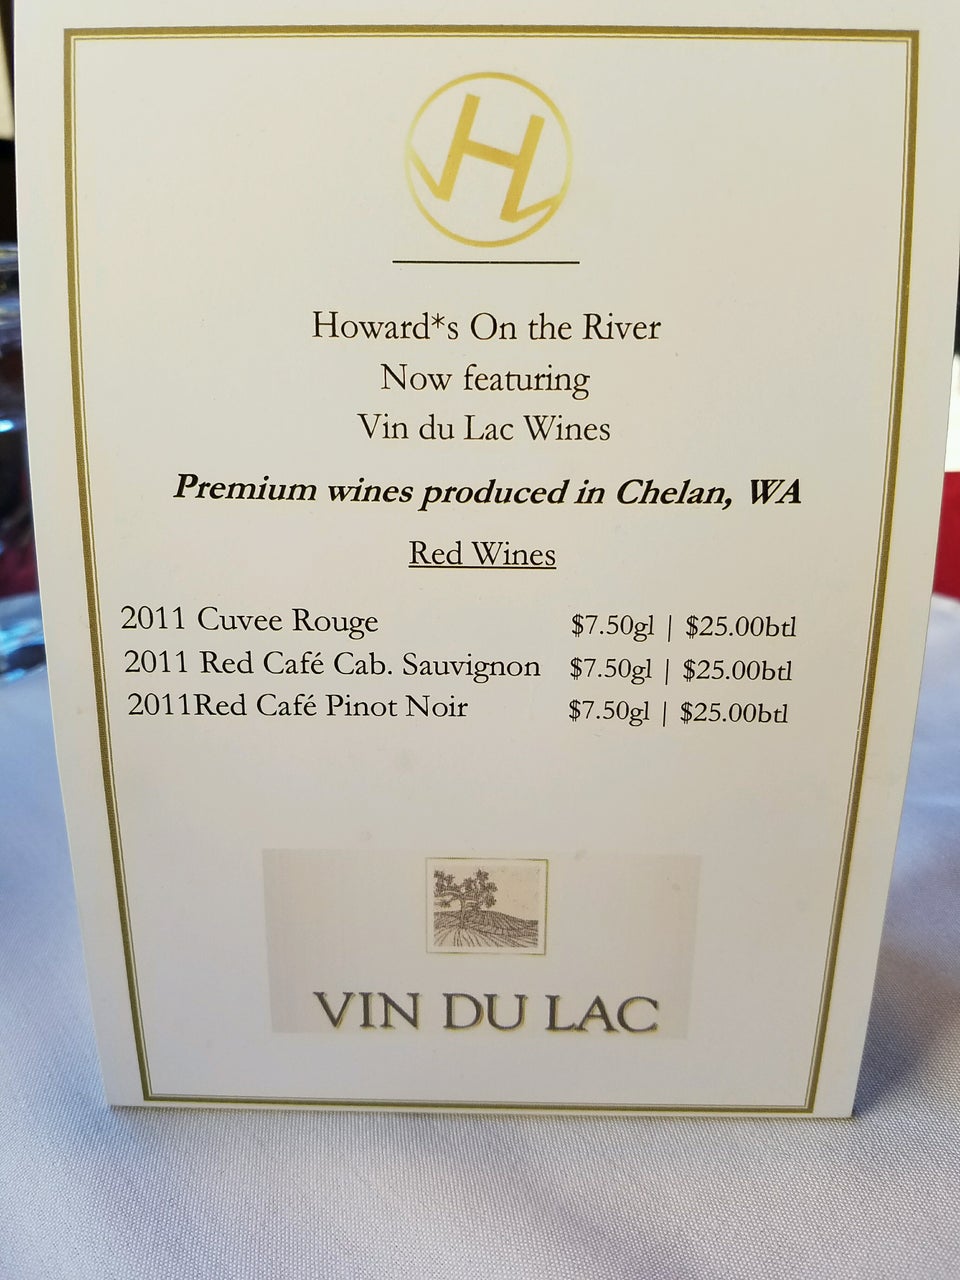 H
Howard*s On the River
Now featuring
Vin du Lac Wines
Premium wines produced in Chelan, WA
Red Wines
2011 Cuvee Rouge $7.50gl | $25.00btl
2011 Red Café Cab. Sauvignon $7.50gl | $25.00btl
2011Red Café Pinot Noir $7.50gl | $25.00btl
VIN DU LAC